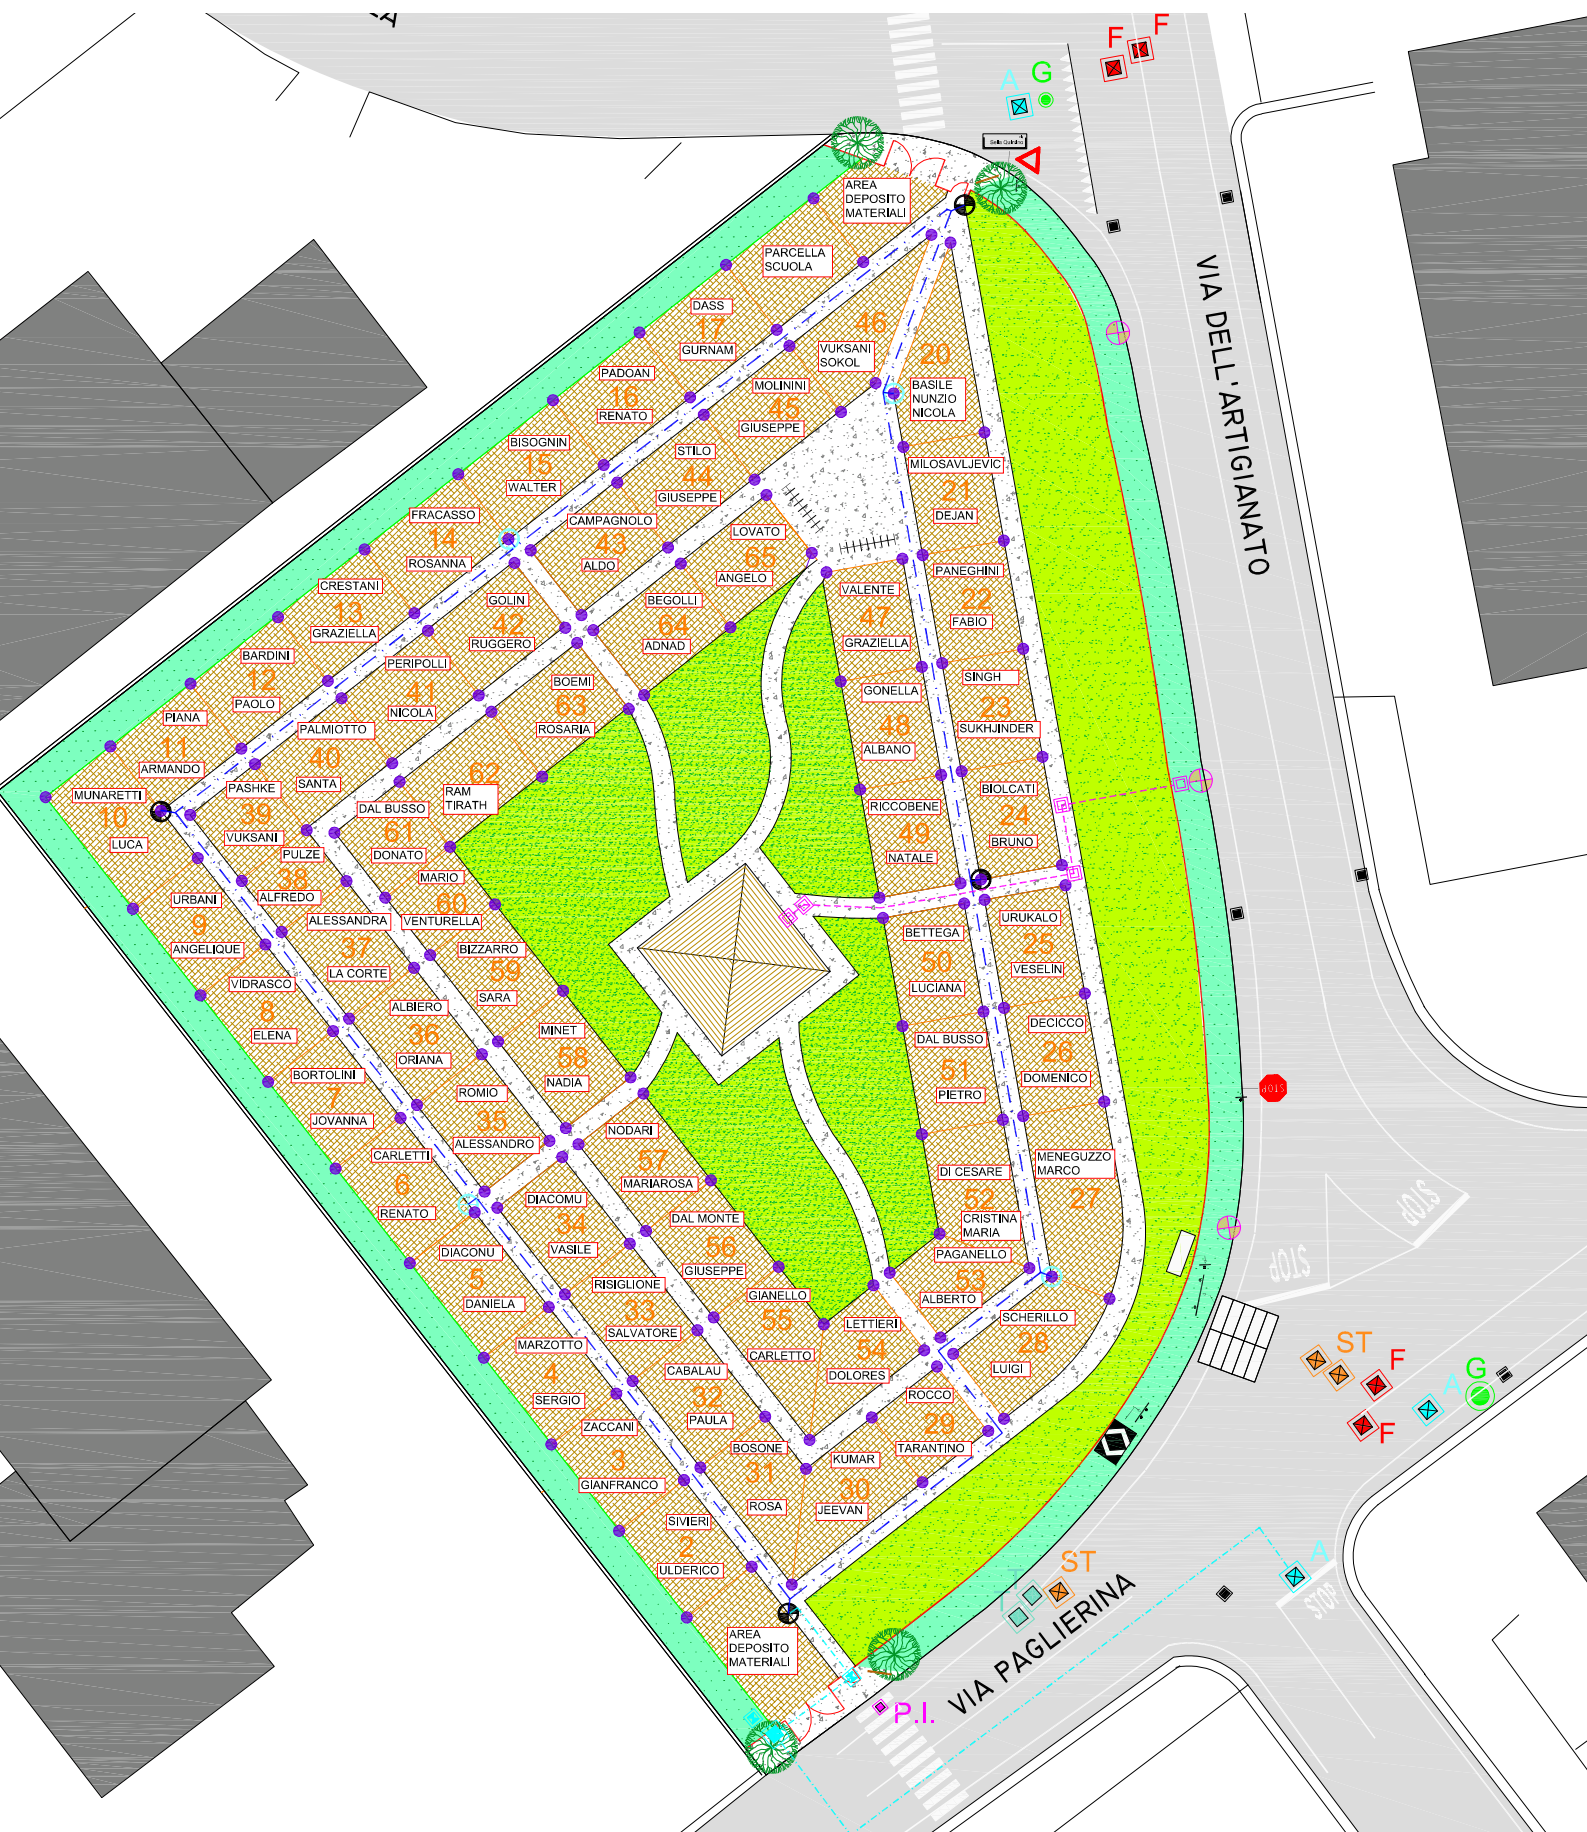 F
F
G
A
AREA
DEPOSITO
MATERIALI
VIA DELL'ARTIGIANATO
PARCELLA
SCUOLA
DASS
17
GURNAM
46
VUKSANI
SOKOL
20
BASILE
NUNZIO
NICOLA
PADOAN
16
RENATO
MOLININI
45
GIUSEPPE
BISOGNIN
15
WALTER
STILO
44
GIUSEPPE
MILOSAVLJEVIC
21
DEJAN
FRACASSO
14
ROSANNA
CAMPAGNOLO
43
ALDO
LOVATO
65
ANGELO
PANEGHINI
22
FABIO
CRESTANI
13
GRAZIELLA
GOLIN
42
RUGGERO
BEGOLLI
64
ADNAD
VALENTE
47
GRAZIELLA
BARDINI
12
PAOLO
PERIPOLLI
41
NICOLA
BOEMI
63
ROSARIA
GONELLA
48
ALBANO
SINGH
23
SUKHJINDER
PIANA
11
ARMANDO
PALMIOTTO
40
SANTA
62
RAM
TIRATH
RICCOBENE
49
NATALE
BIOLCATI
24
BRUNO
MUNARETTI
10
LUCA
PASHKE
39
VUKSANI
DAL BUSSO
61
DONATO
PULZE
38
ALFREDO
MARIO
60
VENTURELLA
URBANI
9
ANGELIQUE
ALESSANDRA
37
LA CORTE
BIZZARRO
59
SARA
BETTEGA
50
LUCIANA
URUKALO
25
VESELIN
VIDRASCO
8
ELENA
ALBIERO
36
ORIANA
MINET
58
NADIA
DAL BUSSO
51
PIETRO
DECICCO
26
DOMENICO
BORTOLINI
7
JOVANNA
ROMIO
35
ALESSANDRO
NODARI
57
MARIAROSA
DI CESARE
52
CRISTINA
MARIA
MENEGUZZO
MARCO
27
STOP
CARLETTI
6
RENATO
DIACOMU
34
VASILE
DAL MONTE
56
GIUSEPPE
PAGANELLO
53
ALBERTO
STOP
STOP
DIACONU
5
DANIELA
RISIGLIONE
33
SALVATORE
GIANELLO
55
CARLETTO
LETTIERI
54
DOLORES
SCHERILLO
28
LUIGI
MARZOTTO
4
SERGIO
CABALAU
32
PAULA
ROCCO
29
TARANTINO
ST
F
A
G
F
ZACCANI
3
GIANFRANCO
BOSONE
31
ROSA
KUMAR
30
JEEVAN
SIVIERI
2
ULDERICO
ST
A
STOP
AREA
DEPOSITO
MATERIALI
VIA PAGLIERINA
P.I.